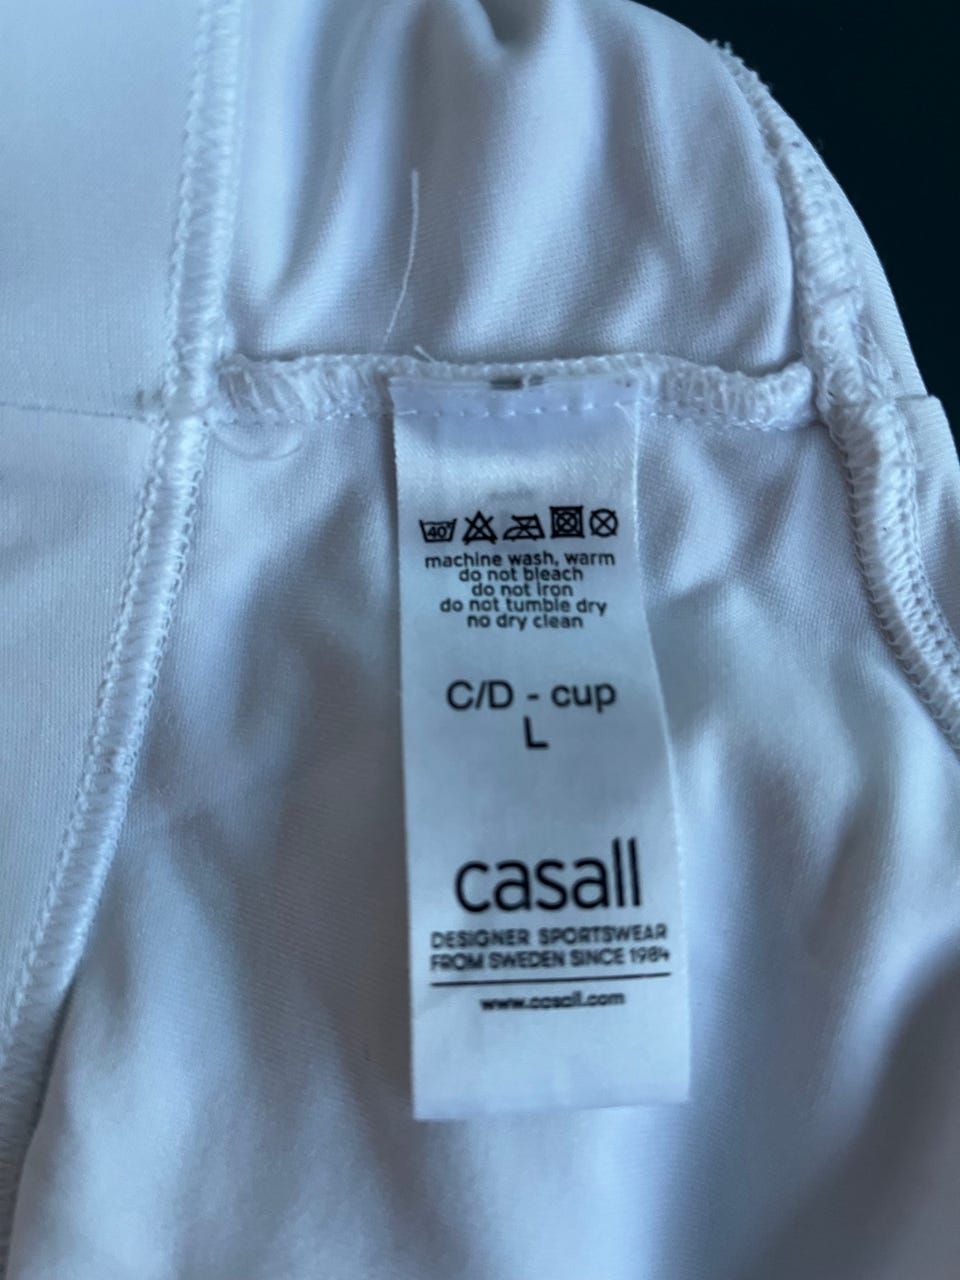 40°
machine wash, warm
do not bleach
do not iron
do not tumble dry
no dry clean
C/D - cup
L
casall
DESIGNER SPORTSWEAR
FROM SWEDEN SINCE 1984
www.casall.com